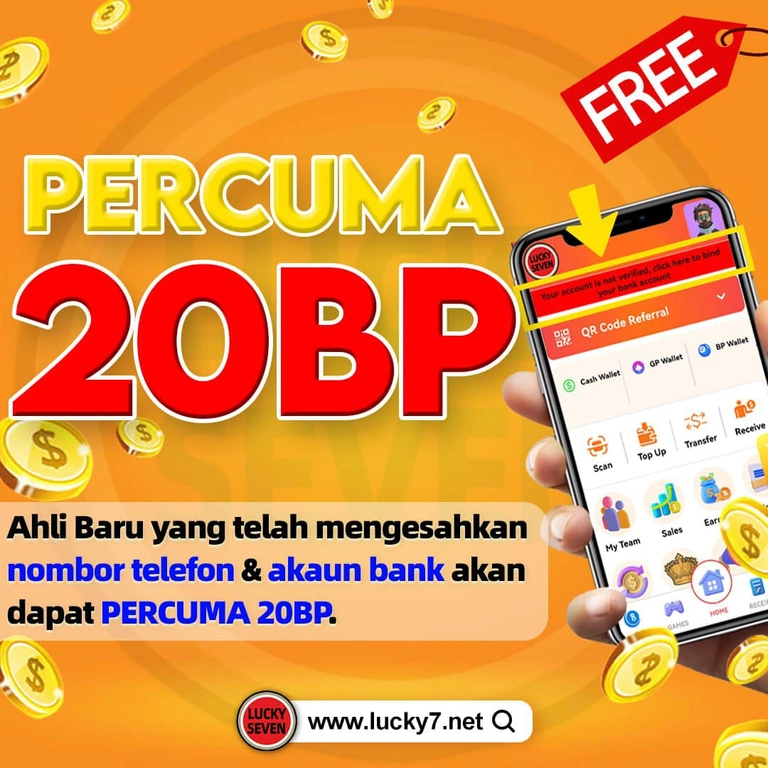 FREE
PERCUMA
20BP
LUCKY
SEVEN
Your account is not verified, click here to bind
your bank account
QR Code Referral
Cash Wallet
GP Wallet
BP Wallet
Scan
Top Up
Transfer
Receive
My Team
Sales
Earn
GAMES
HOME
RECEI
Ahli Baru yang telah mengesahkan
nombor telefon & akaun bank akan
dapat PERCUMA 20BP.
LUCKY
SEVEN
www.lucky7.net